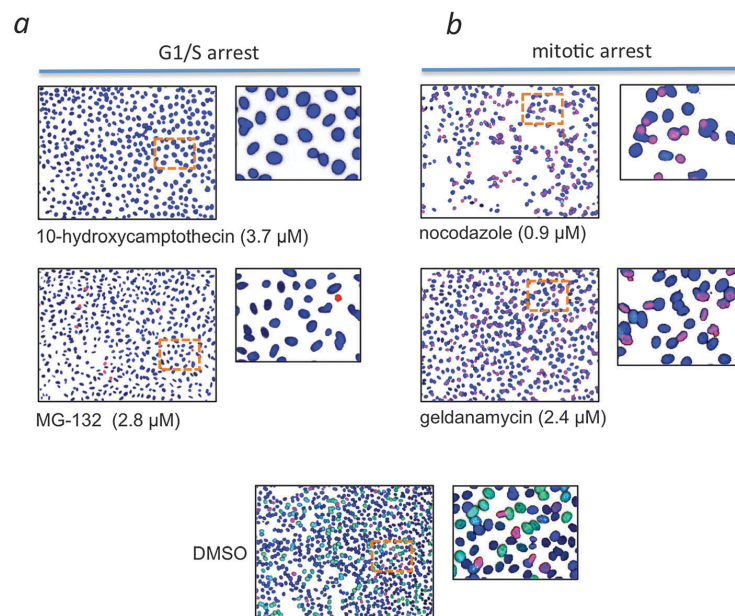 a
G1/S arrest
10-hydroxycamptothecin (3.7 µM)
MG-132 (2.8 µM)
b
mitotic arrest
nocodazole (0.9 µM)
geldanamycin (2.4 µM)
DMSO